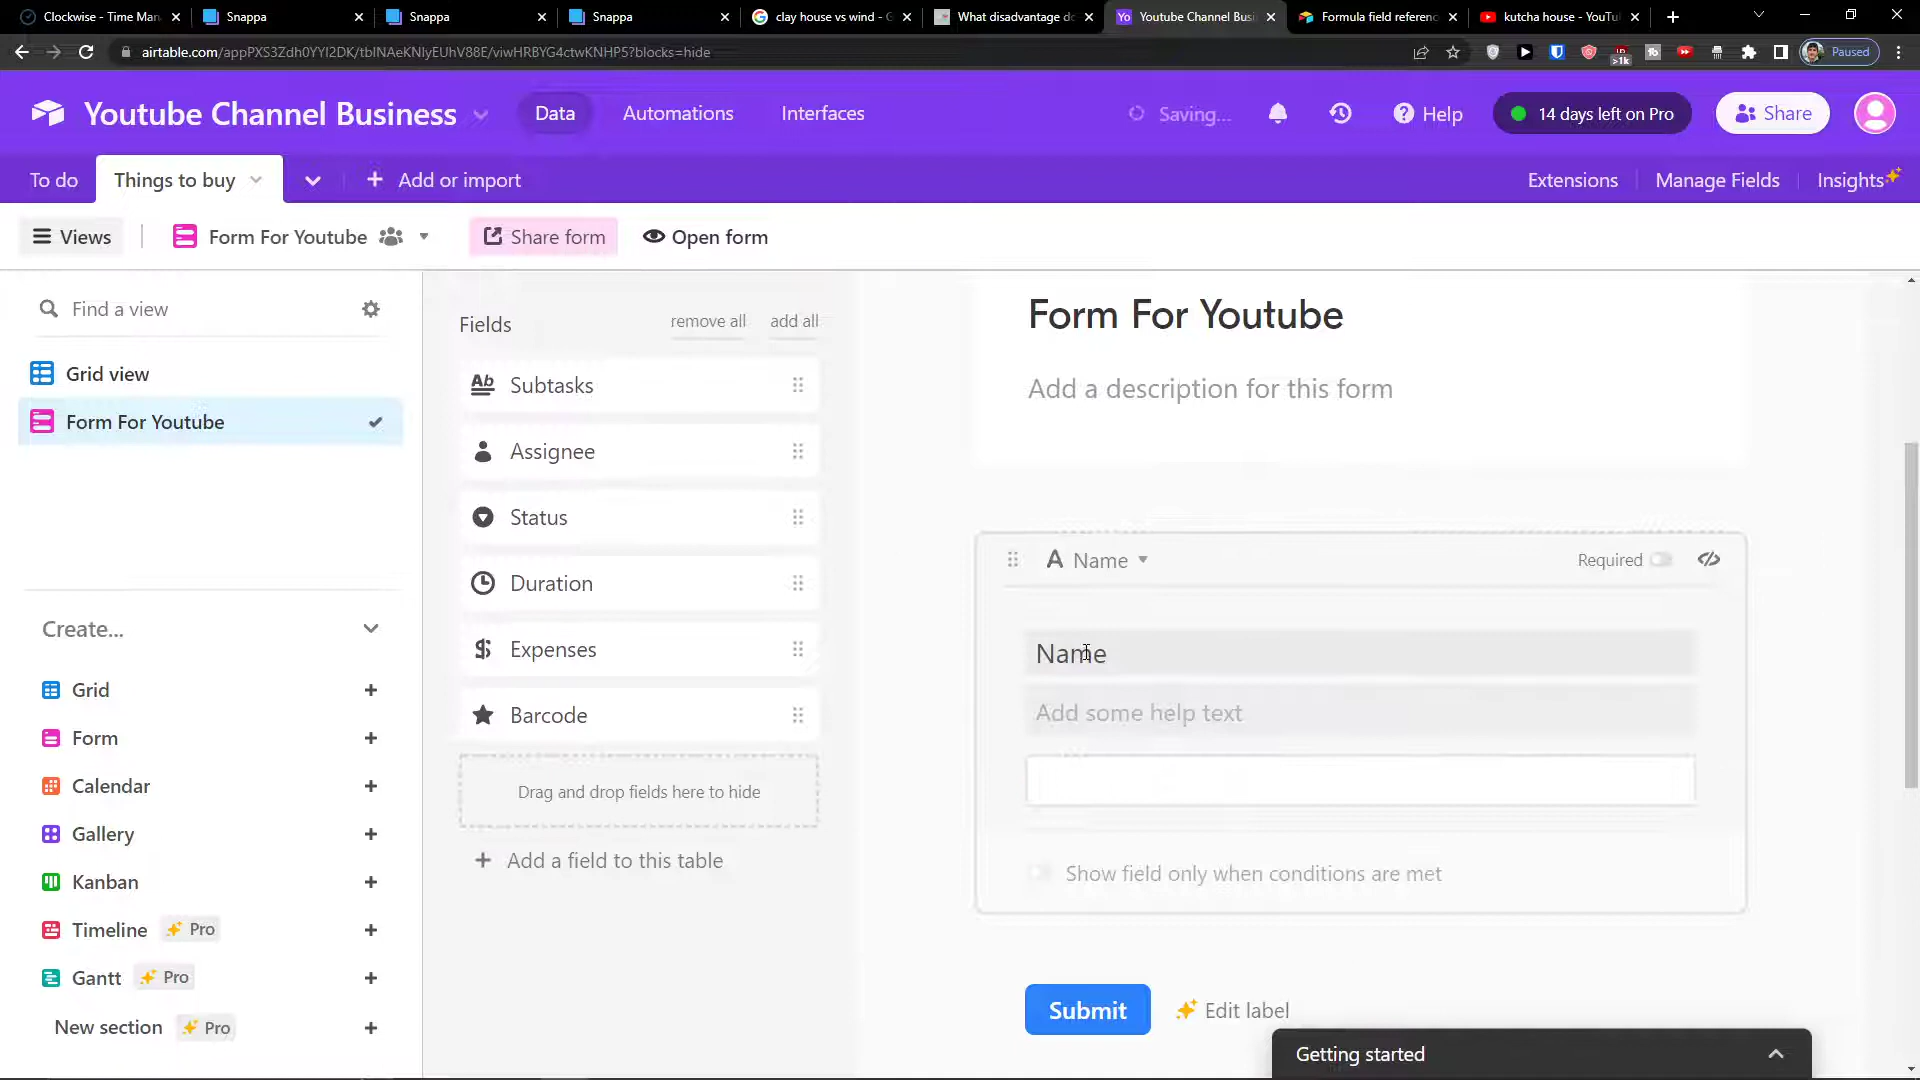 Clockwise - Time Man
Snappa
Snappa
Snappa
clay house vs wind - G
What disadvantage do
Yo
Youtube Channel Busi
Formula field referenc
kutcha house - YouTu
airtable.com/appPXS3Zdh0YYI2DK/tblNAeKNlyEUhV88E/viwHRBYG4ctwKNHP5?blocks=hide
>1k
Paused
Youtube Channel Business
Data
Automations
Interfaces
Saving...
Help
14 days left on Pro
Share
To do
Things to buy
Add or import
Extensions
Manage Fields
Insights
Views
Form For Youtube
Share form
Open form
Find a view
Grid view
Form For Youtube
Create...
Grid
Form
Calendar
Gallery
Kanban
Timeline
Pro
Gantt
Pro
New section
Pro
Fields
remove all
add all
Subtasks
Assignee
Status
Duration
Expenses
Barcode
Drag and drop fields here to hide
Add a field to this table
Form For Youtube
Add a description for this form
Name
Required
Name
Add some help text
Show field only when conditions are met
Submit
Edit label
Getting started